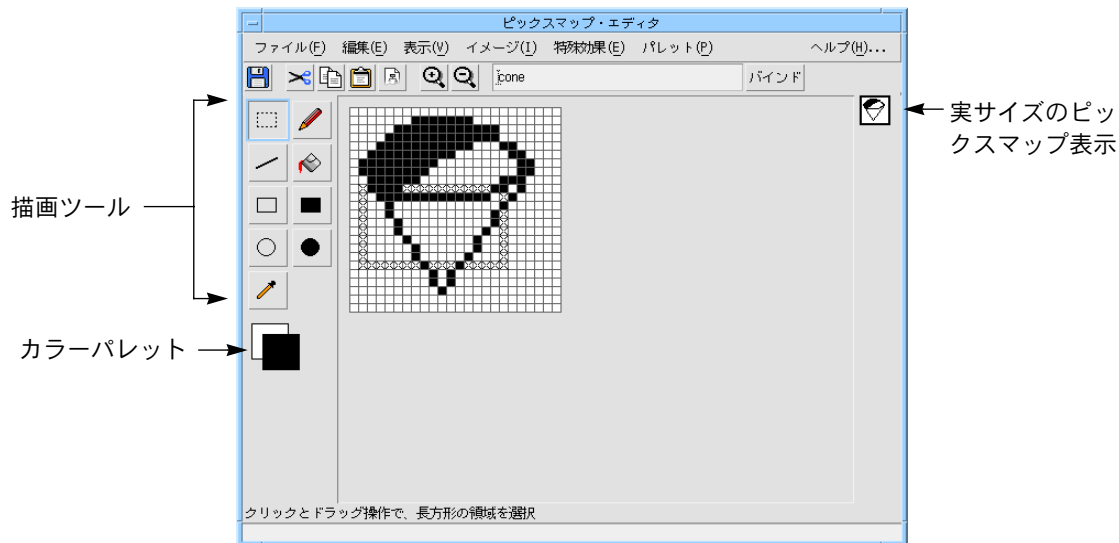 ピックスマップ・エディタ
ファイル(F) 編集(E) 表示(V) イメージ(I) 特殊効果(E) パレット(P) ヘルプ(H)...
cone バインド
実サイズのピッ
クスマップ表示
描画ツール
カラーパレット
クリックとドラッグ操作で、長方形の領域を選択